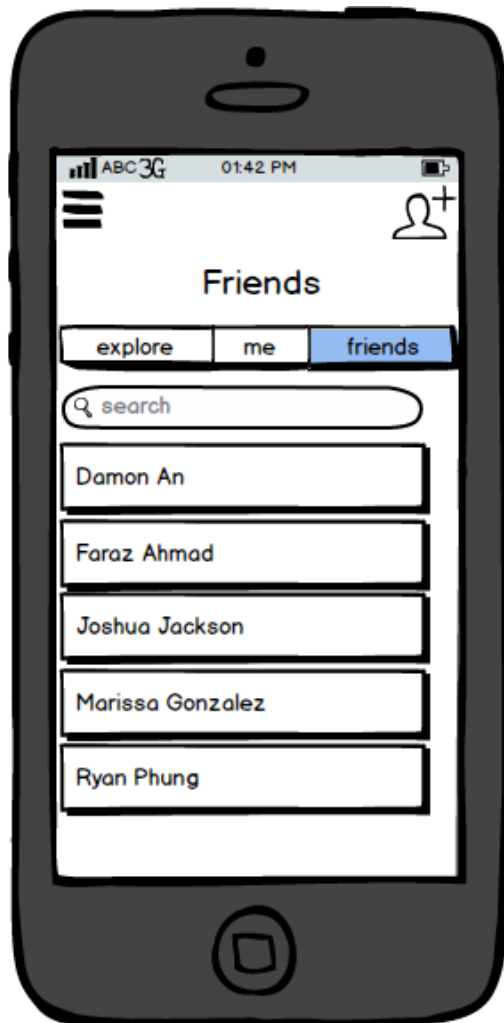 ABC 3G 01:42 PM
Friends
explore me friends
search
Damon An
Faraz Ahmad
Joshua Jackson
Marissa Gonzalez
Ryan Phung